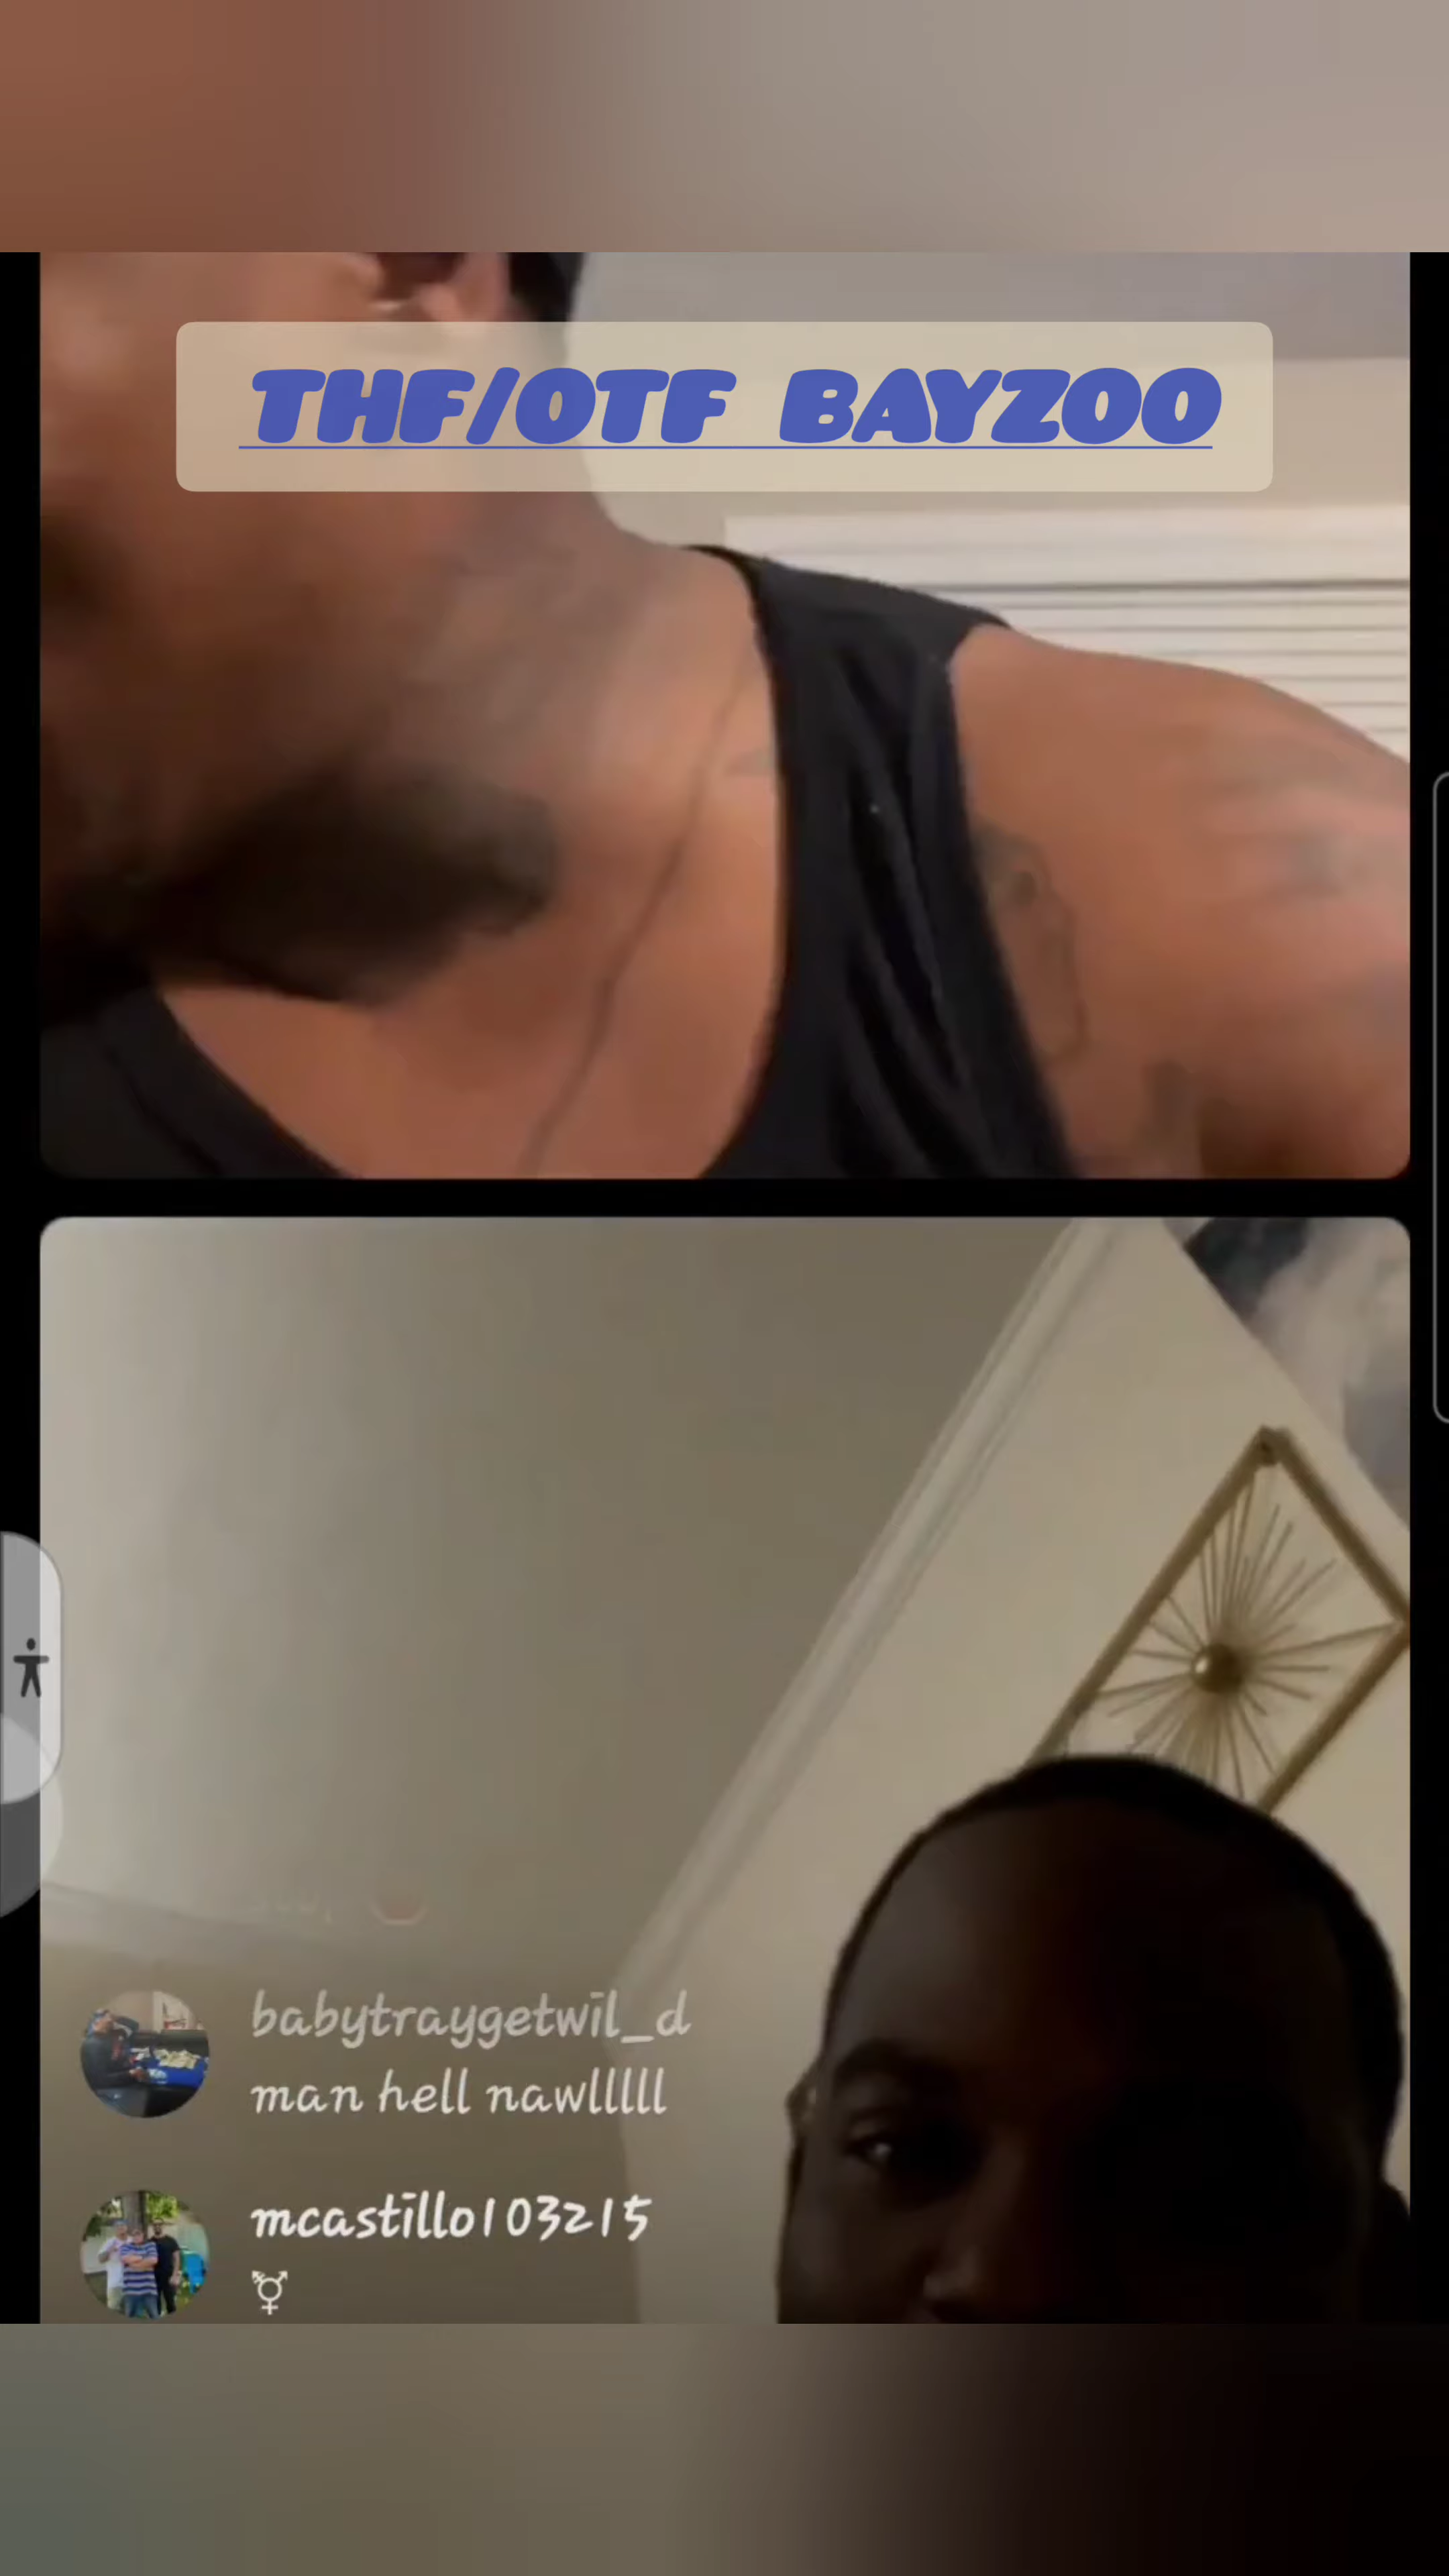 THF/OTF BAYZOO
babytraygetwil_d
man hell nawlllll
mcastillo103215
⚧